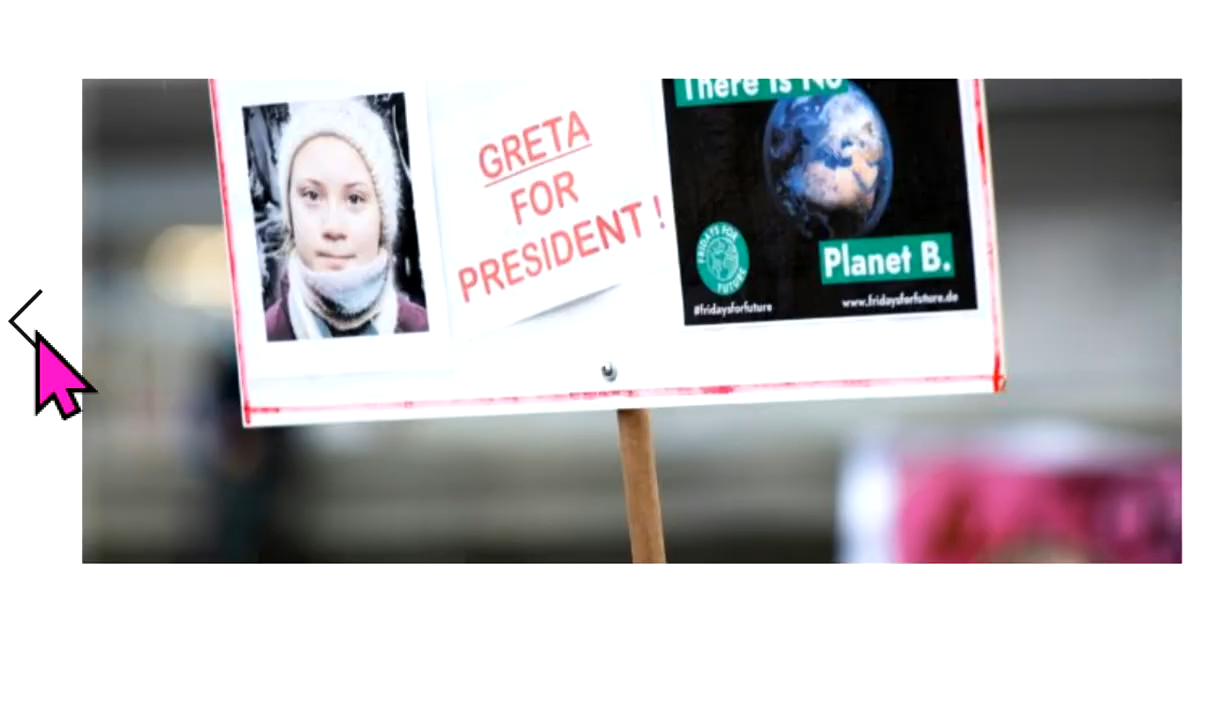 GRETA
FOR
PRESIDENT !
There is No
Planet B.
FRIDAYS FOR
FUTURE
#fridaysforfuture
www.fridaysforfuture.de